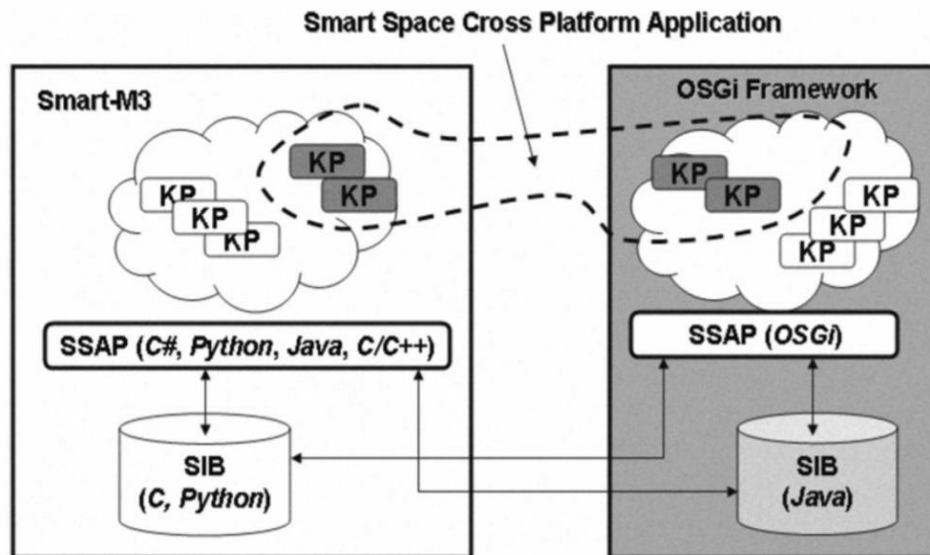 Smart Space Cross Platform Application
Smart-M3
OSGi Framework
KP
KP
KP
KP
KP
KP
KP
KP
KP
KP
SSAP (C#, Python, Java, C/C++)
SSAP (OSGi)
SIB
(C, Python)
SIB
(Java)